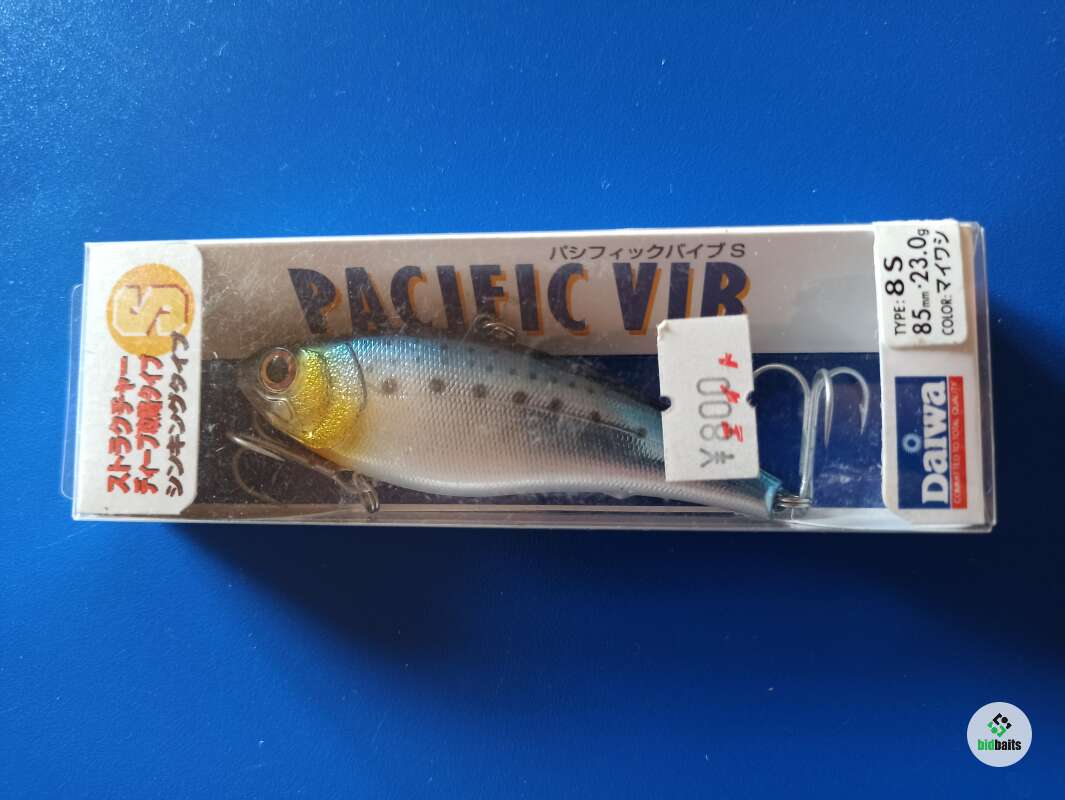 S
ストラクチャー
ディープ攻略タイプ
シンキングタイプ
パシフィックバイブS
PACIFIC VIB
¥800
TYPE: 8S
85mm·23.0g
COLOR: マイワシ
Daiwa
COMMITTED TO TOTAL QUALITY
bidbaits